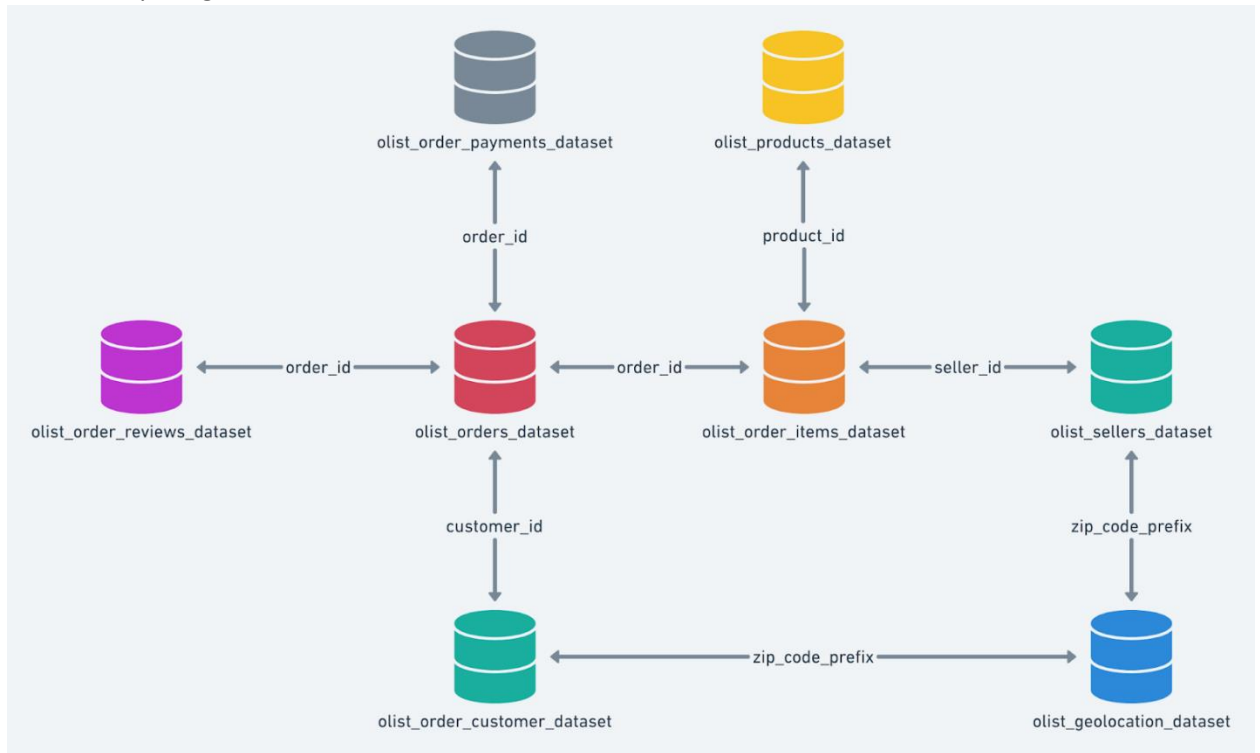 olist_order_payments_dataset
olist_products_dataset
order_id
product_id
order_id
order_id
seller_id
olist_order_reviews_dataset
olist_orders_dataset
olist_order_items_dataset
olist_sellers_dataset
customer_id
zip_code_prefix
zip_code_prefix
olist_order_customer_dataset
olist_geolocation_dataset